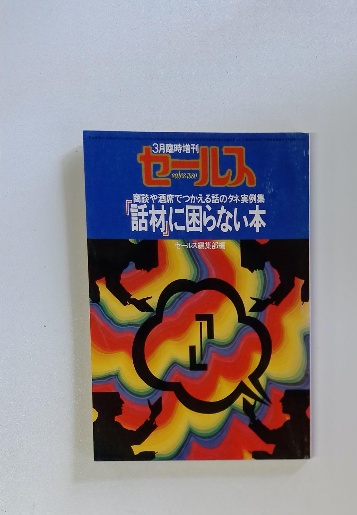 3月臨時増刊
セールス
salesman
商談や酒席でつかえる話のタネ実例集
『話材』に困らない本
セールス編集部編
『』